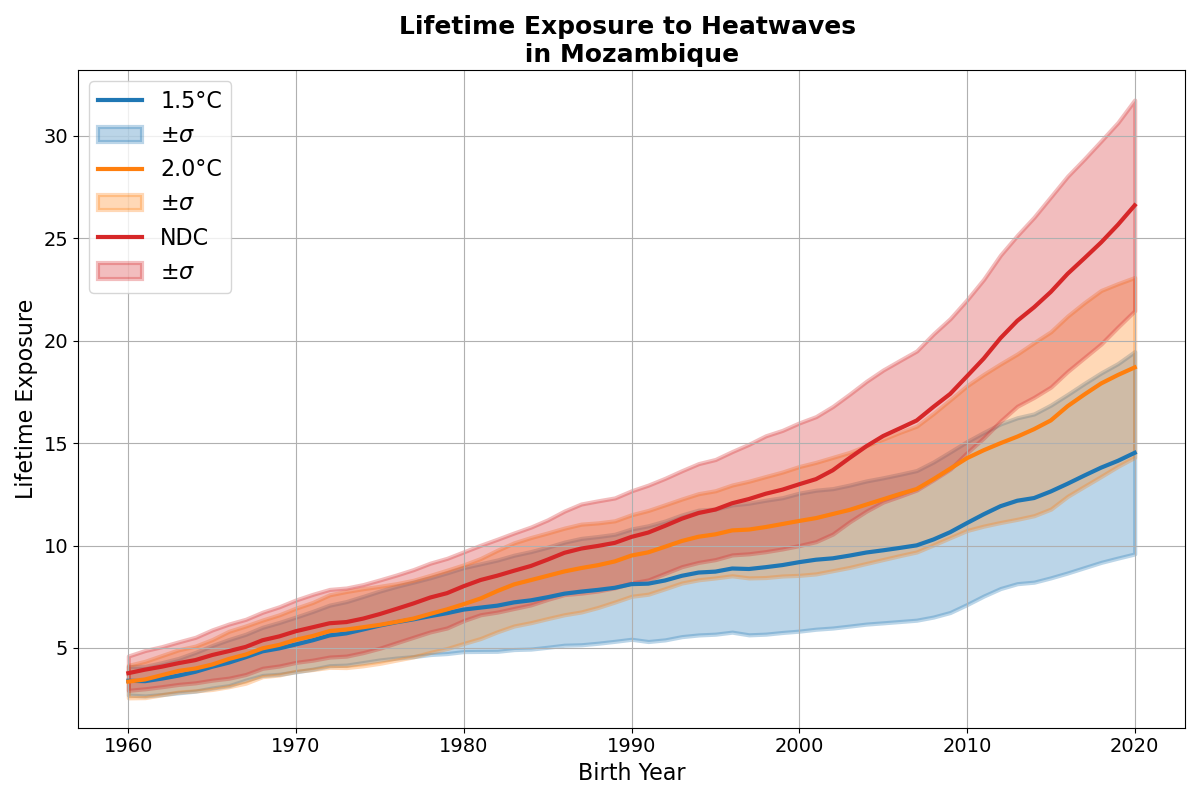 Lifetime Exposure to Heatwaves
in Mozambique
1.5°C
±σ
2.0°C
±σ
NDC
±σ
Lifetime Exposure
30
25
20
15
10
5
1960 1970 1980 1990 2000 2010 2020
Birth Year